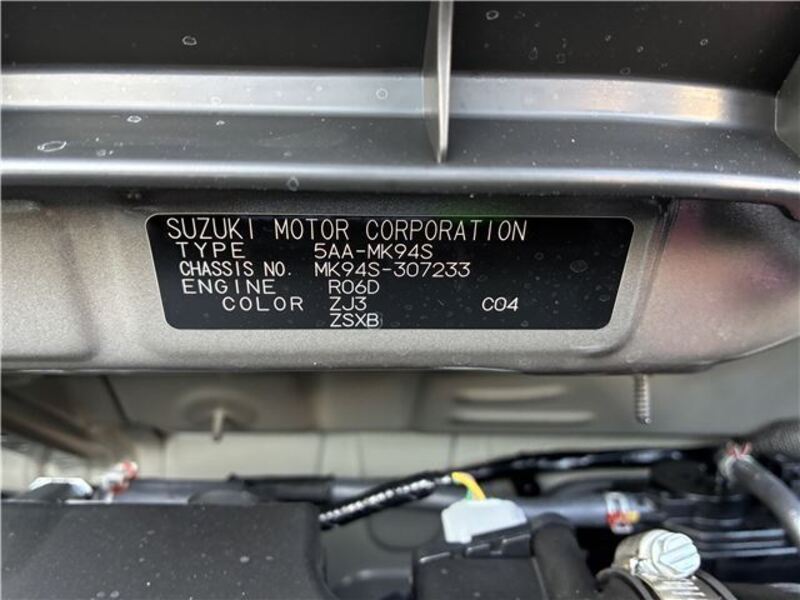 SUZUKI MOTOR CORPORATION
TYPE 5AA-MK94S
CHASSIS NO. MK94S-307233
ENGINE R06D
COLOR ZJ3 C04
ZSXB